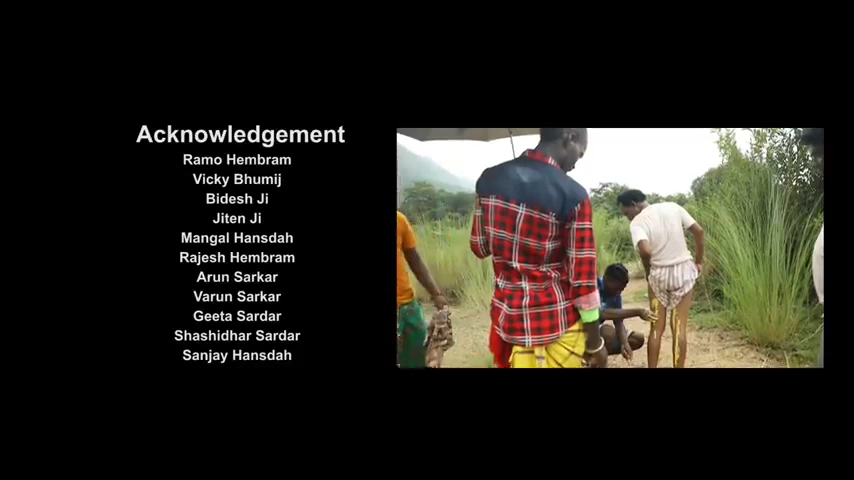 Acknowledgement
Ramo Hembram
Vicky Bhumij
Bidesh Ji
Jiten Ji
Mangal Hansdah
Rajesh Hembram
Arun Sarkar
Varun Sarkar
Geeta Sardar
Shashidhar Sardar
Sanjay Hansdah